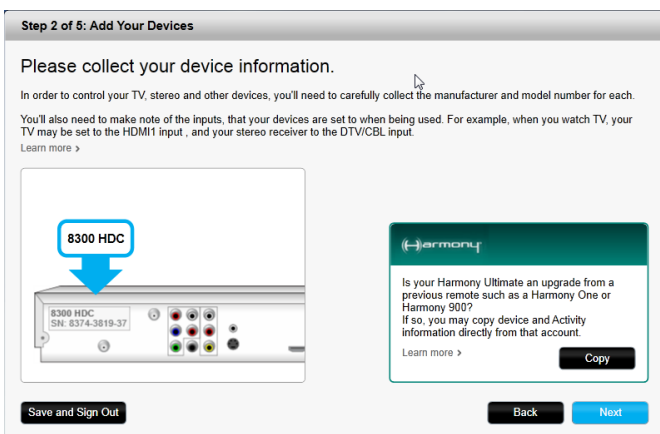 Step 2 of 5: Add Your Devices
Please collect your device information.
In order to control your TV, stereo and other devices, you'll need to carefully collect the manufacturer and model number for each.
You'll also need to make note of the inputs, that your devices are set to when being used. For example, when you watch TV, your
TV may be set to the HDMI1 input , and your stereo receiver to the DTV/CBL input.
Learn more >
8300 HDC
8300 HDC
SN: 8374-3819-37
Harmony
Is your Harmony Ultimate an upgrade from a
previous remote such as a Harmony One or
Harmony 900?
If so, you may copy device and Activity
information directly from that account.
Learn more >
Copy
Save and Sign Out
Back
Next